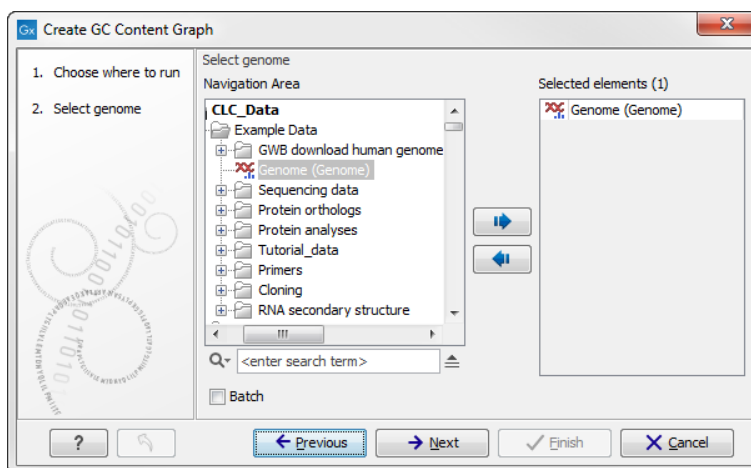 Gx Create GC Content Graph
1. Choose where to run
2. Select genome
Select genome
Navigation Area
CLC_Data
Example Data
GWB download human genome
Genome (Genome)
Sequencing data
Protein orthologs
Protein analyses
Tutorial_data
Primers
Cloning
RNA secondary structure
<enter search term>
Batch
Selected elements (1)
Genome (Genome)
?
Previous
Next
Finish
Cancel